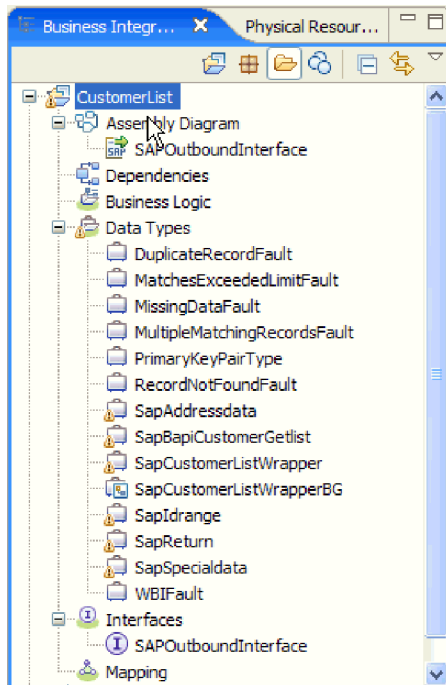 Business Integr...
Physical Resour...
CustomerList
Assembly Diagram
SAP
SAPOutboundInterface
Dependencies
Business Logic
Data Types
DuplicateRecordFault
MatchesExceededLimitFault
MissingDataFault
MultipleMatchingRecordsFault
PrimaryKeyPairType
RecordNotFoundFault
SapAddressdata
SapBapiCustomerGetlist
SapCustomerListWrapper
SapCustomerListWrapperBG
SapIdrange
SapReturn
SapSpecialdata
WBIFault
I Interfaces
I SAPOutboundInterface
Mapping